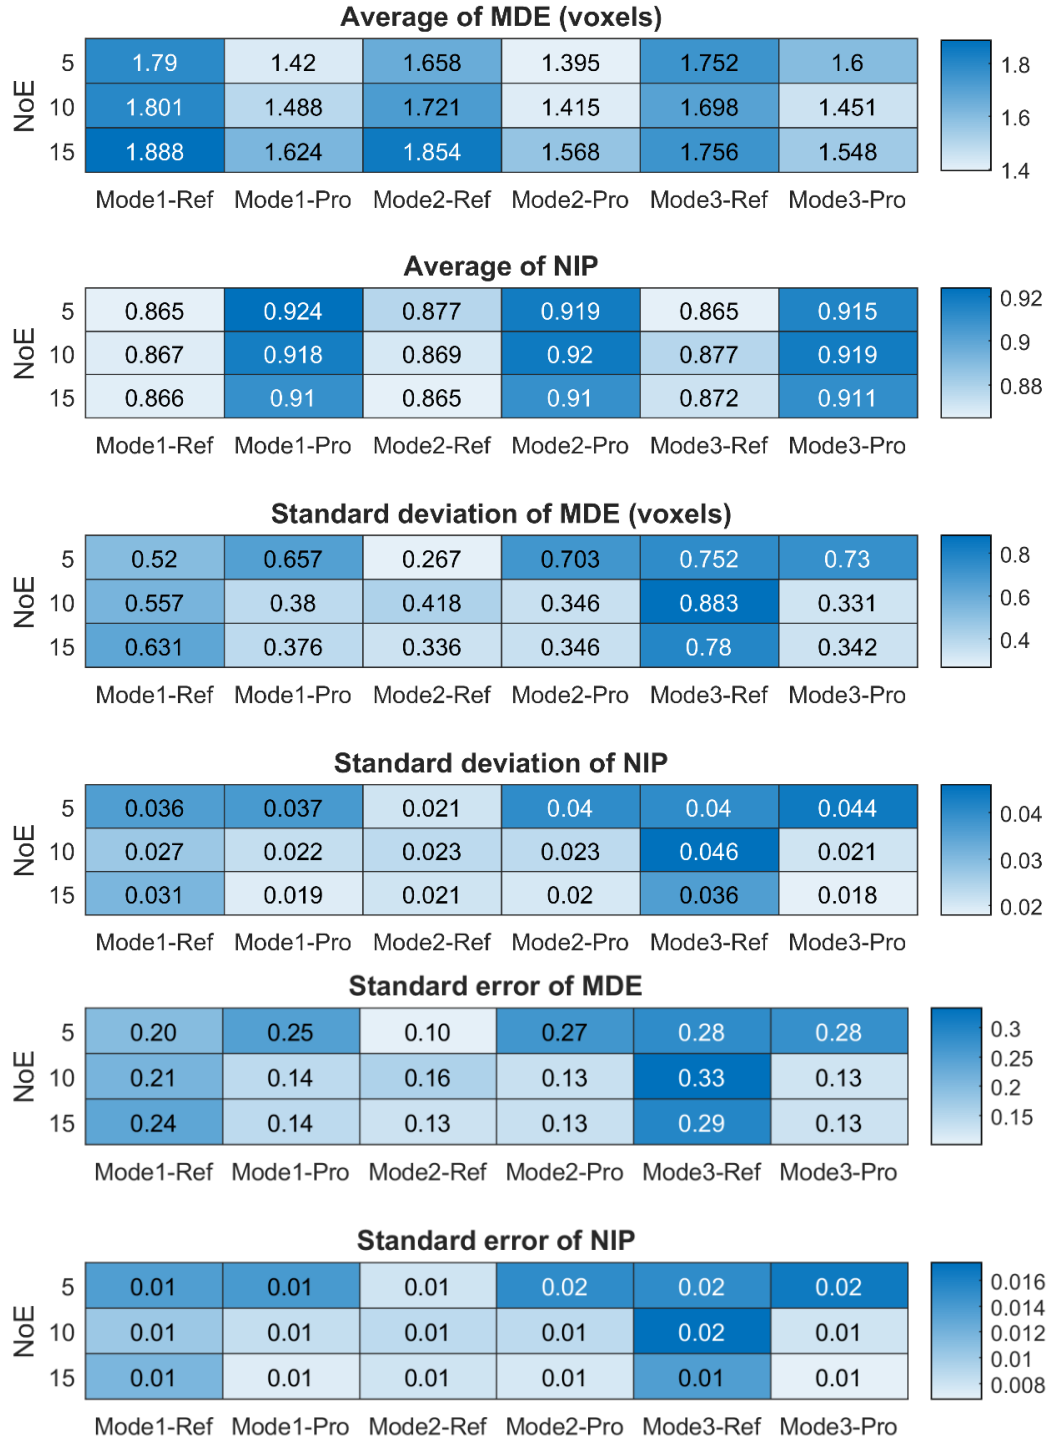 Average of MDE (voxels)
NoE
5 1.79 1.42 1.658 1.395 1.752 1.6
10 1.801 1.488 1.721 1.415 1.698 1.451
15 1.888 1.624 1.854 1.568 1.756 1.548
Mode1-Ref Mode1-Pro Mode2-Ref Mode2-Pro Mode3-Ref Mode3-Pro
1.8
1.6
1.4
Average of NIP
NoE
5 0.865 0.924 0.877 0.919 0.865 0.915
10 0.867 0.918 0.869 0.92 0.877 0.919
15 0.866 0.91 0.865 0.91 0.872 0.911
Mode1-Ref Mode1-Pro Mode2-Ref Mode2-Pro Mode3-Ref Mode3-Pro
0.92
0.9
0.88
Standard deviation of MDE (voxels)
NoE
5 0.52 0.657 0.267 0.703 0.752 0.73
10 0.557 0.38 0.418 0.346 0.883 0.331
15 0.631 0.376 0.336 0.346 0.78 0.342
Mode1-Ref Mode1-Pro Mode2-Ref Mode2-Pro Mode3-Ref Mode3-Pro
0.8
0.6
0.4
Standard deviation of NIP
NoE
5 0.036 0.037 0.021 0.04 0.04 0.044
10 0.027 0.022 0.023 0.023 0.046 0.021
15 0.031 0.019 0.021 0.02 0.036 0.018
Mode1-Ref Mode1-Pro Mode2-Ref Mode2-Pro Mode3-Ref Mode3-Pro
0.04
0.03
0.02
Standard error of MDE
NoE
5 0.20 0.25 0.10 0.27 0.28 0.28
10 0.21 0.14 0.16 0.13 0.33 0.13
15 0.24 0.14 0.13 0.13 0.29 0.13
Mode1-Ref Mode1-Pro Mode2-Ref Mode2-Pro Mode3-Ref Mode3-Pro
0.3
0.25
0.2
0.15
Standard error of NIP
NoE
5 0.01 0.01 0.01 0.02 0.02 0.02
10 0.01 0.01 0.01 0.01 0.02 0.01
15 0.01 0.01 0.01 0.01 0.01 0.01
Mode1-Ref Mode1-Pro Mode2-Ref Mode2-Pro Mode3-Ref Mode3-Pro
0.016
0.014
0.012
0.01
0.008